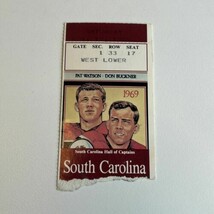 GATE SEC. ROW SEAT
1 33 17
WEST LOWER
PAT WATSON - DON BUCKNER
1969
South Carolina Hall of Captains
South Carolina